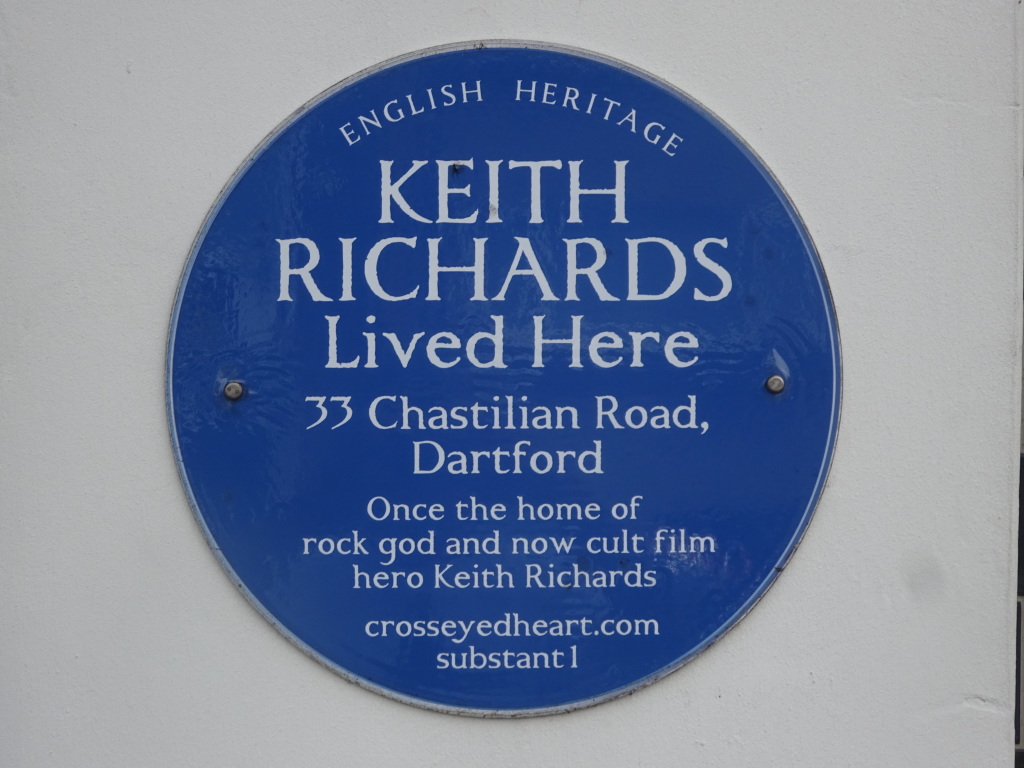 ENGLISH HERITAGE
KEITH
RICHARDS
Lived Here
33 Chastilian Road,
Dartford
Once the home of
rock god and now cult film
hero Keith Richards
crosseyedheart.com
substant1